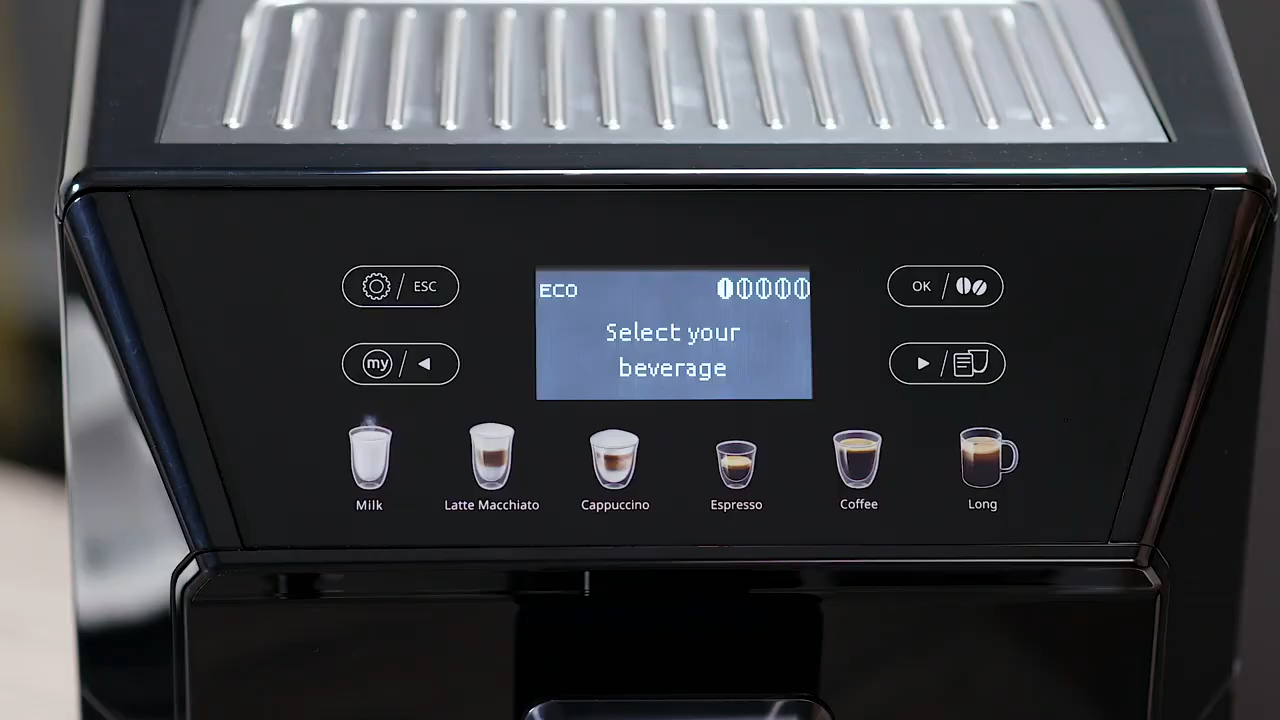 ESC
ECO
OK
Select your
beverage
my
Milk
Latte Macchiato
Cappuccino
Espresso
Coffee
Long